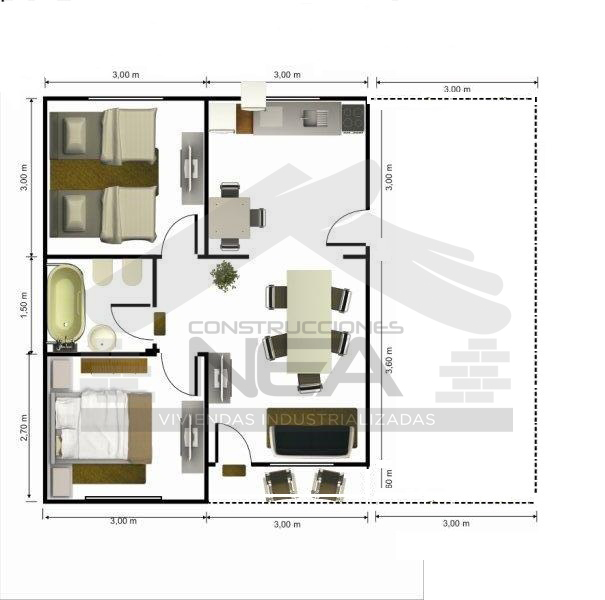 3,00 m
3,00 m
3,00 m
3,00 m
3,00 m
1,50 m
2,70 m
3,60 m
60 m
CONSTRUCCIONES
NEA
VIVIENDAS INDUSTRIALIZADAS
3,00 m
3,00 m
3,00 m